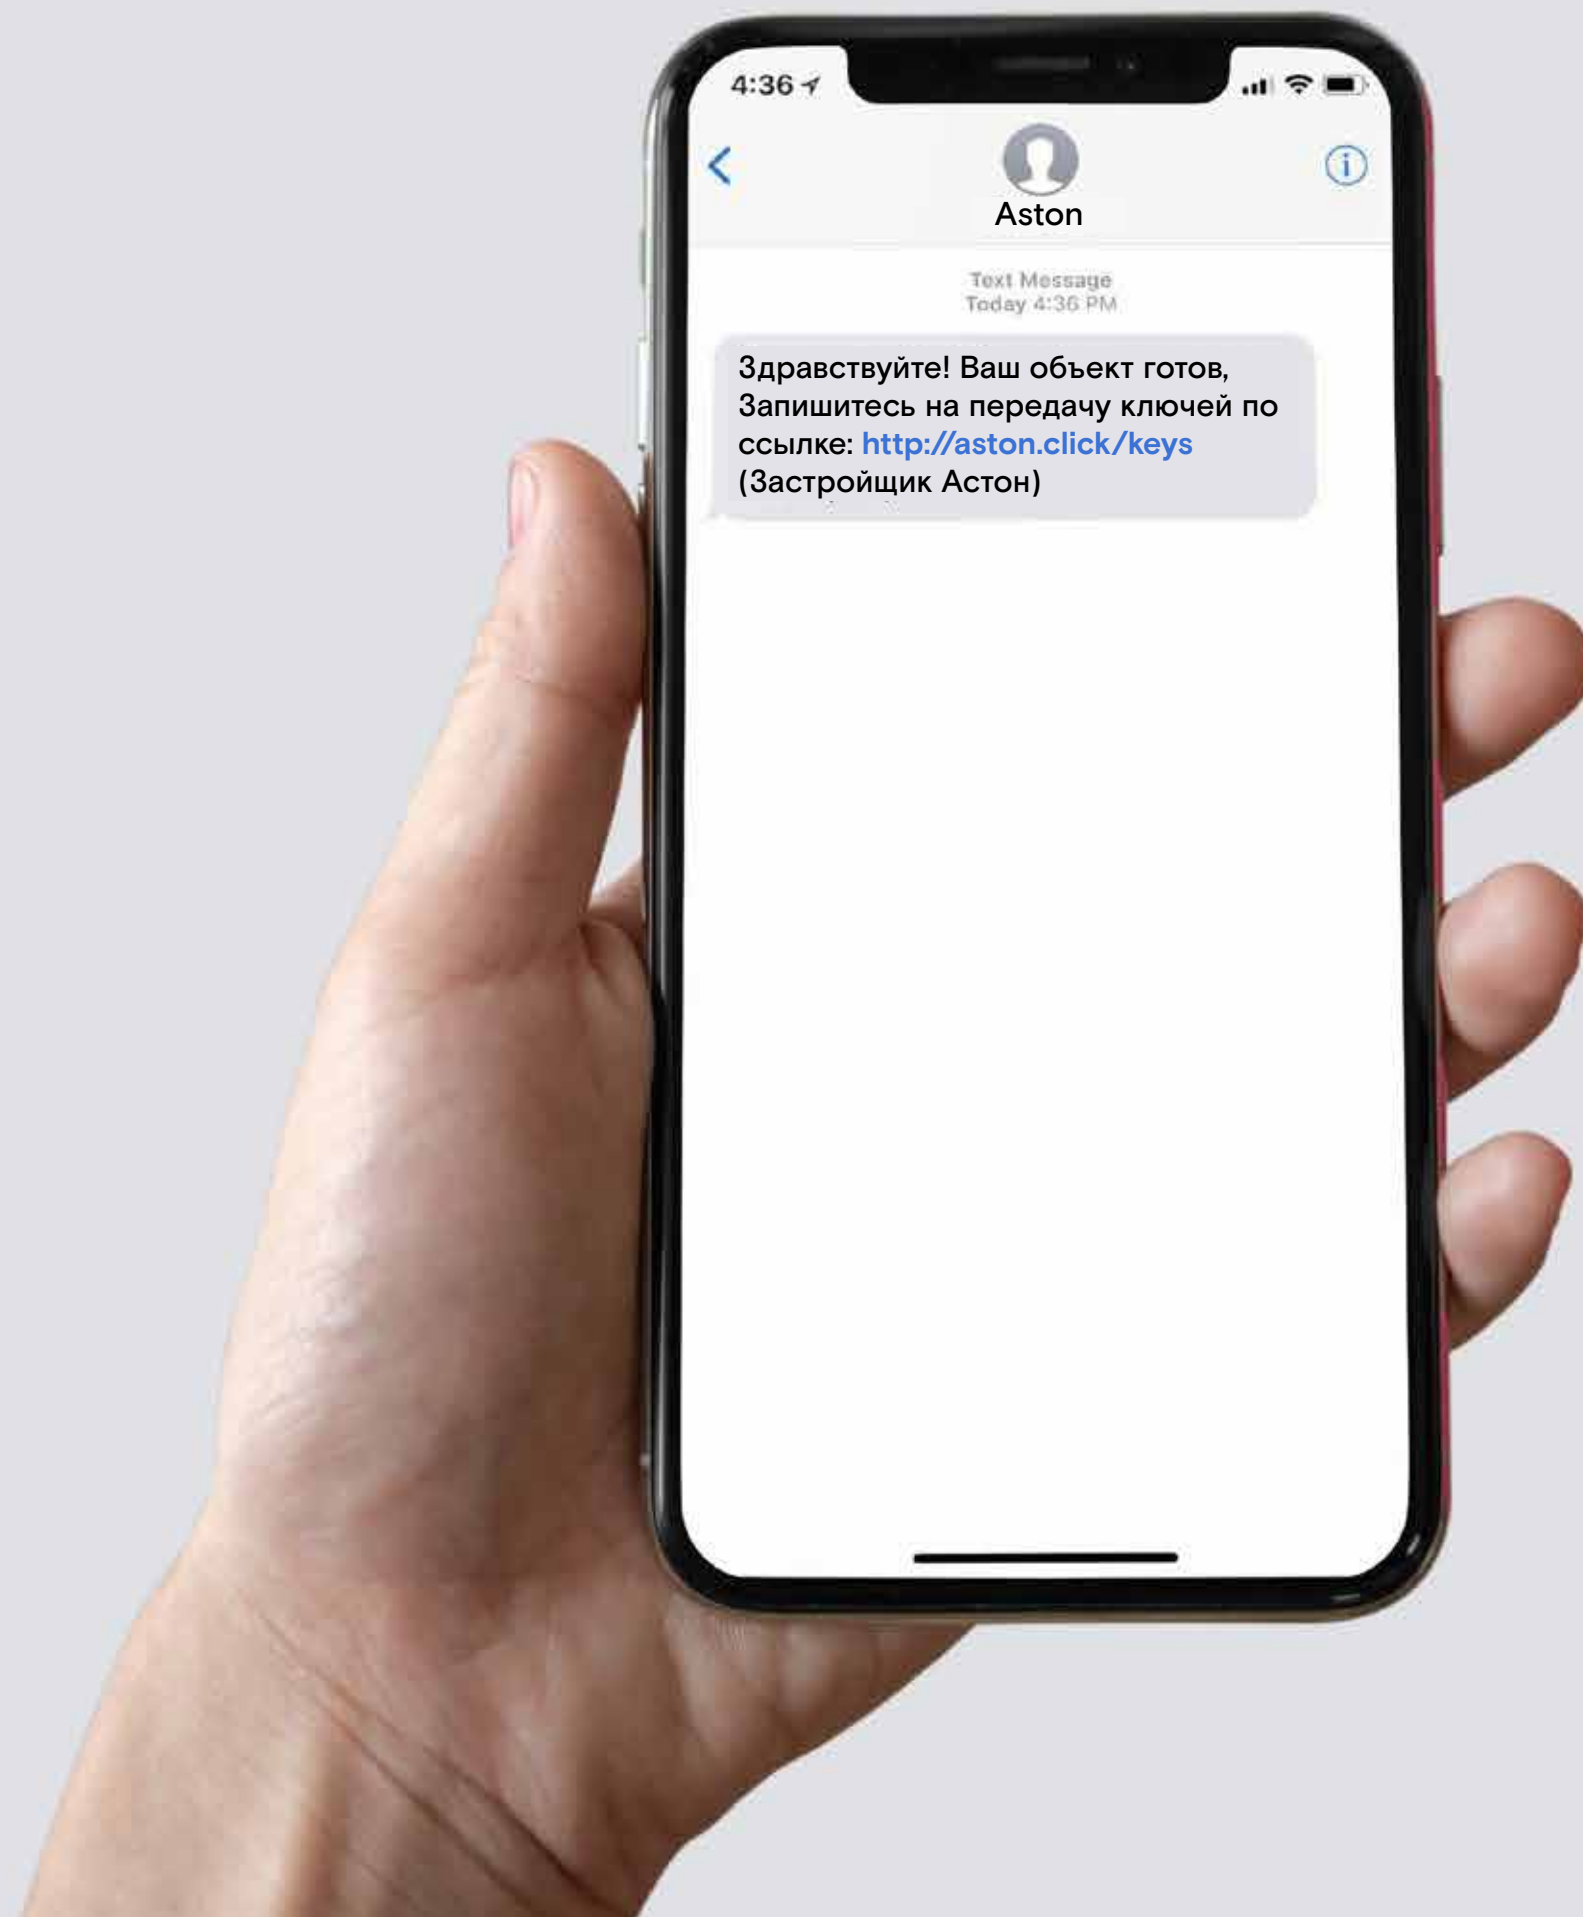 4:36
Aston
Text Message
Today 4:36 PM
Здравствуйте! Ваш объект готов,
Запишитесь на передачу ключей по
ссылке: http://aston.click/keys
(Застройщик Астон)